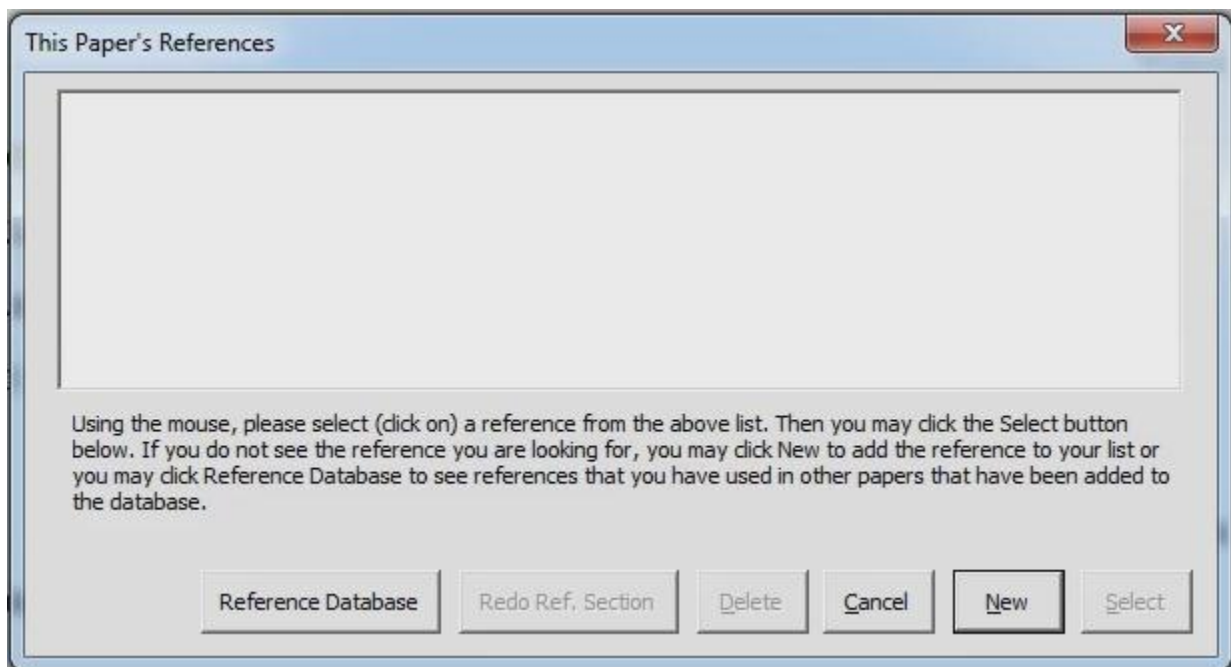 This Paper's References
Using the mouse, please select (click on) a reference from the above list. Then you may click the Select button
below. If you do not see the reference you are looking for, you may click New to add the reference to your list or
you may click Reference Database to see references that you have used in other papers that have been added to
the database.
Reference Database Redo Ref. Section Delete Cancel New Select